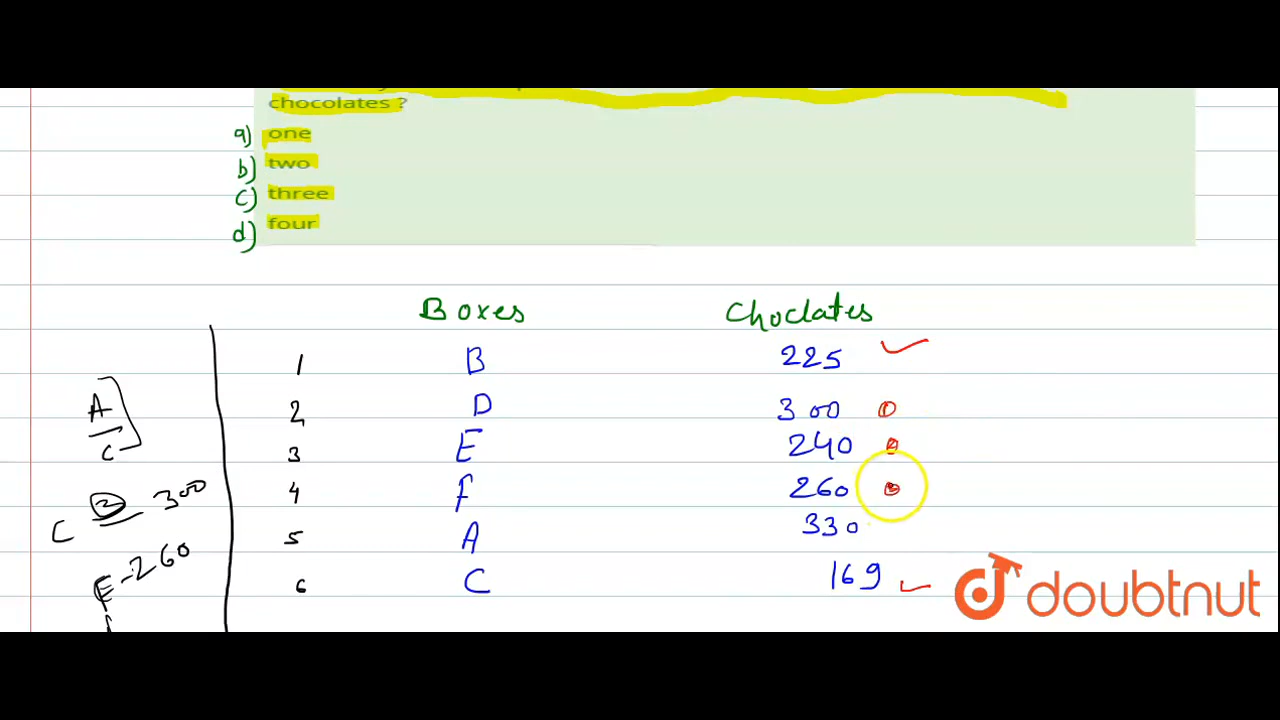 chocolates ?
a) one
b) two
c) three
d) four
Boxes Choclates
1 B 225
2 D 300
3 E 240
4 F 260
5 A 330
6 C 169
A
C
300
C
E-260
doubtnut